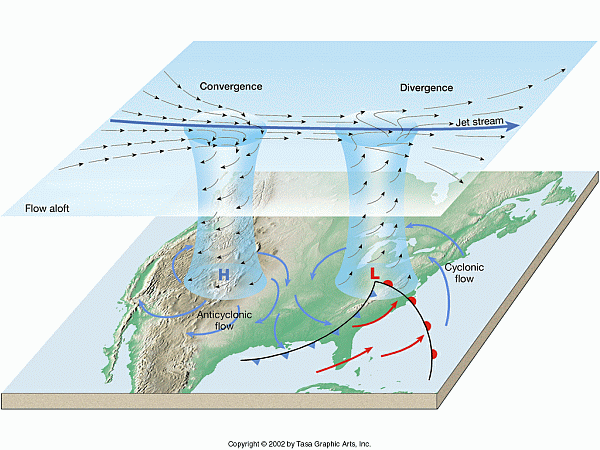 Convergence
Divergence
Jet stream
Flow aloft
H
L
Cyclonic
flow
Anticyclonic
flow
Copyright © 2002 by Tasa Graphic Arts, Inc.